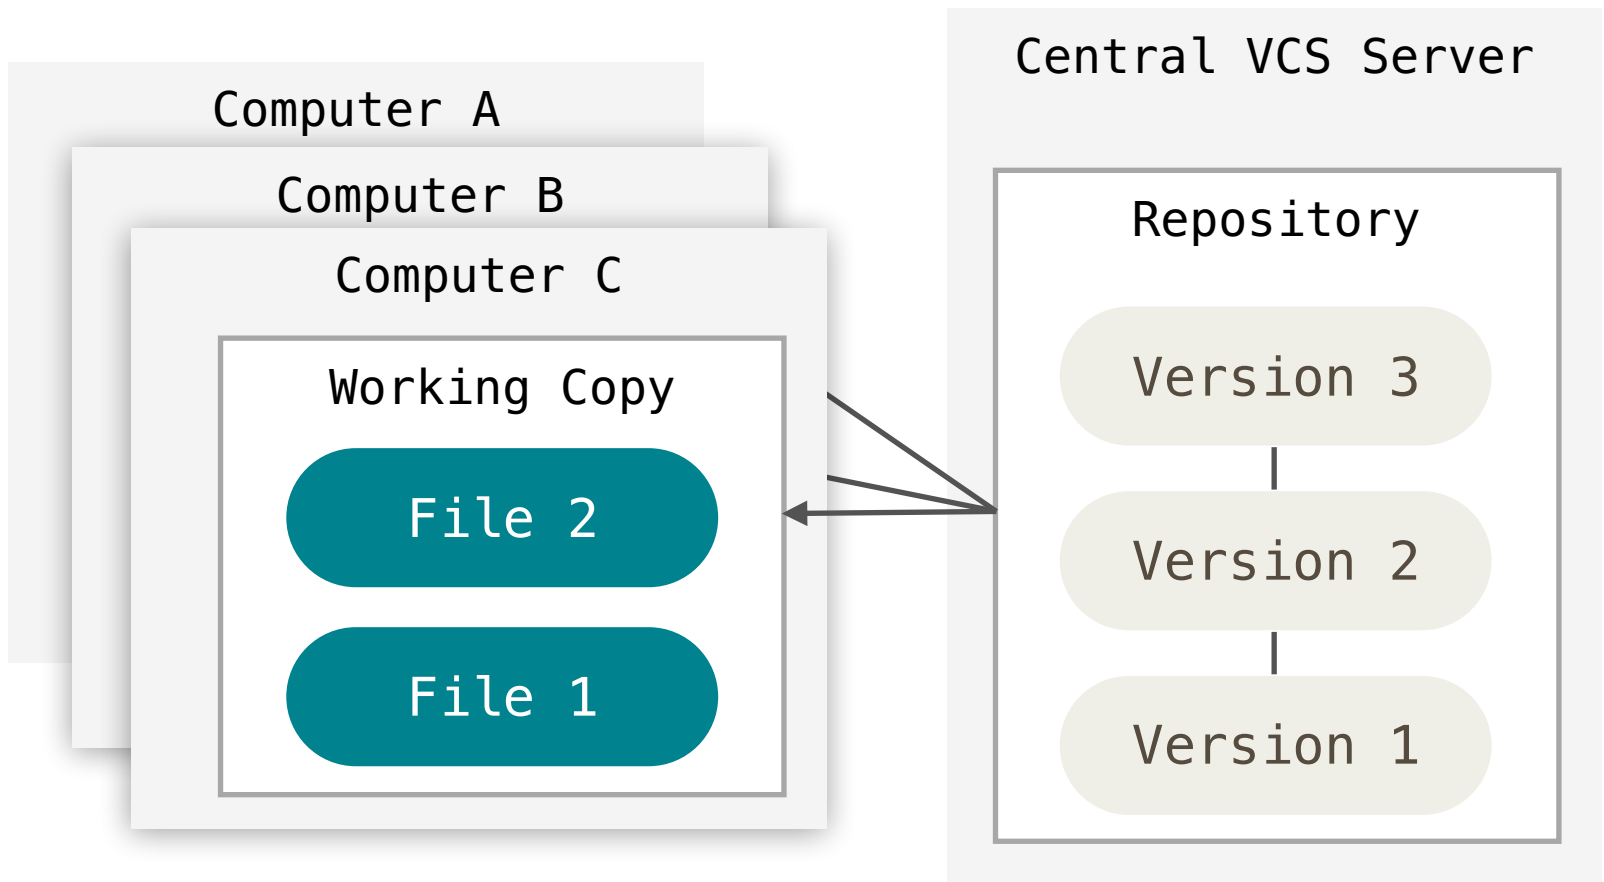 Computer A
Computer B
Computer C
Working Copy
File 2
File 1
Central VCS Server
Repository
Version 3
Version 2
Version 1